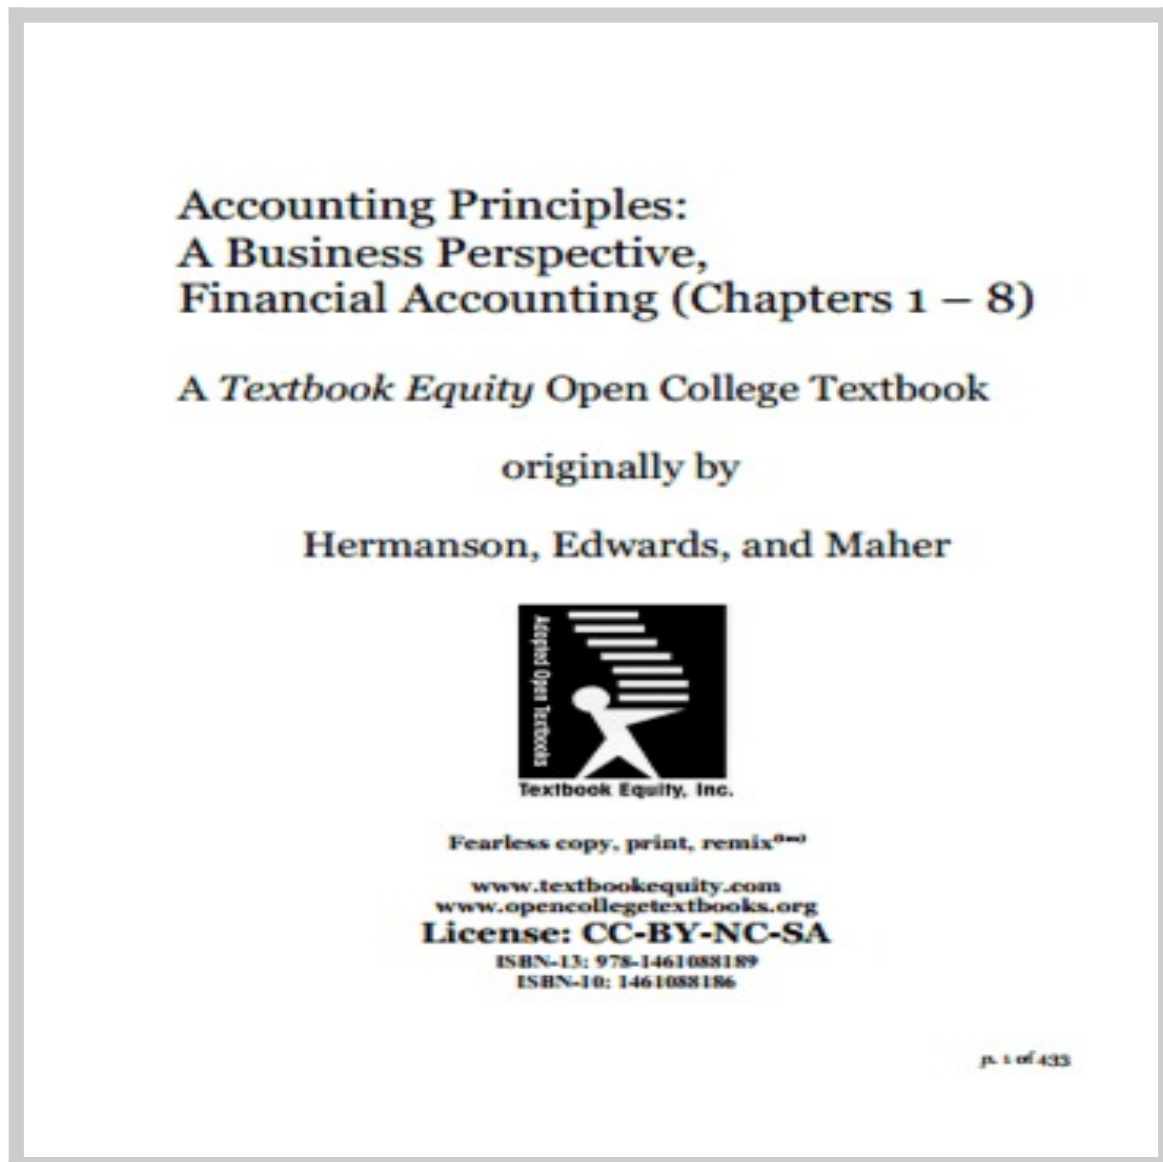 Accounting Principles:
A Business Perspective,
Financial Accounting (Chapters 1 – 8)
A Textbook Equity Open College Textbook
originally by
Hermanson, Edwards, and Maher
Adopted Open Textbooks
Textbook Equity, Inc.
Fearless copy, print, remix
www.textbookequity.com
www.opencollegetextbooks.org
License: CC-BY-NC-SA
ISBN-13: 978-1461088189
ISBN-10: 1461088186
p. 1 of 433